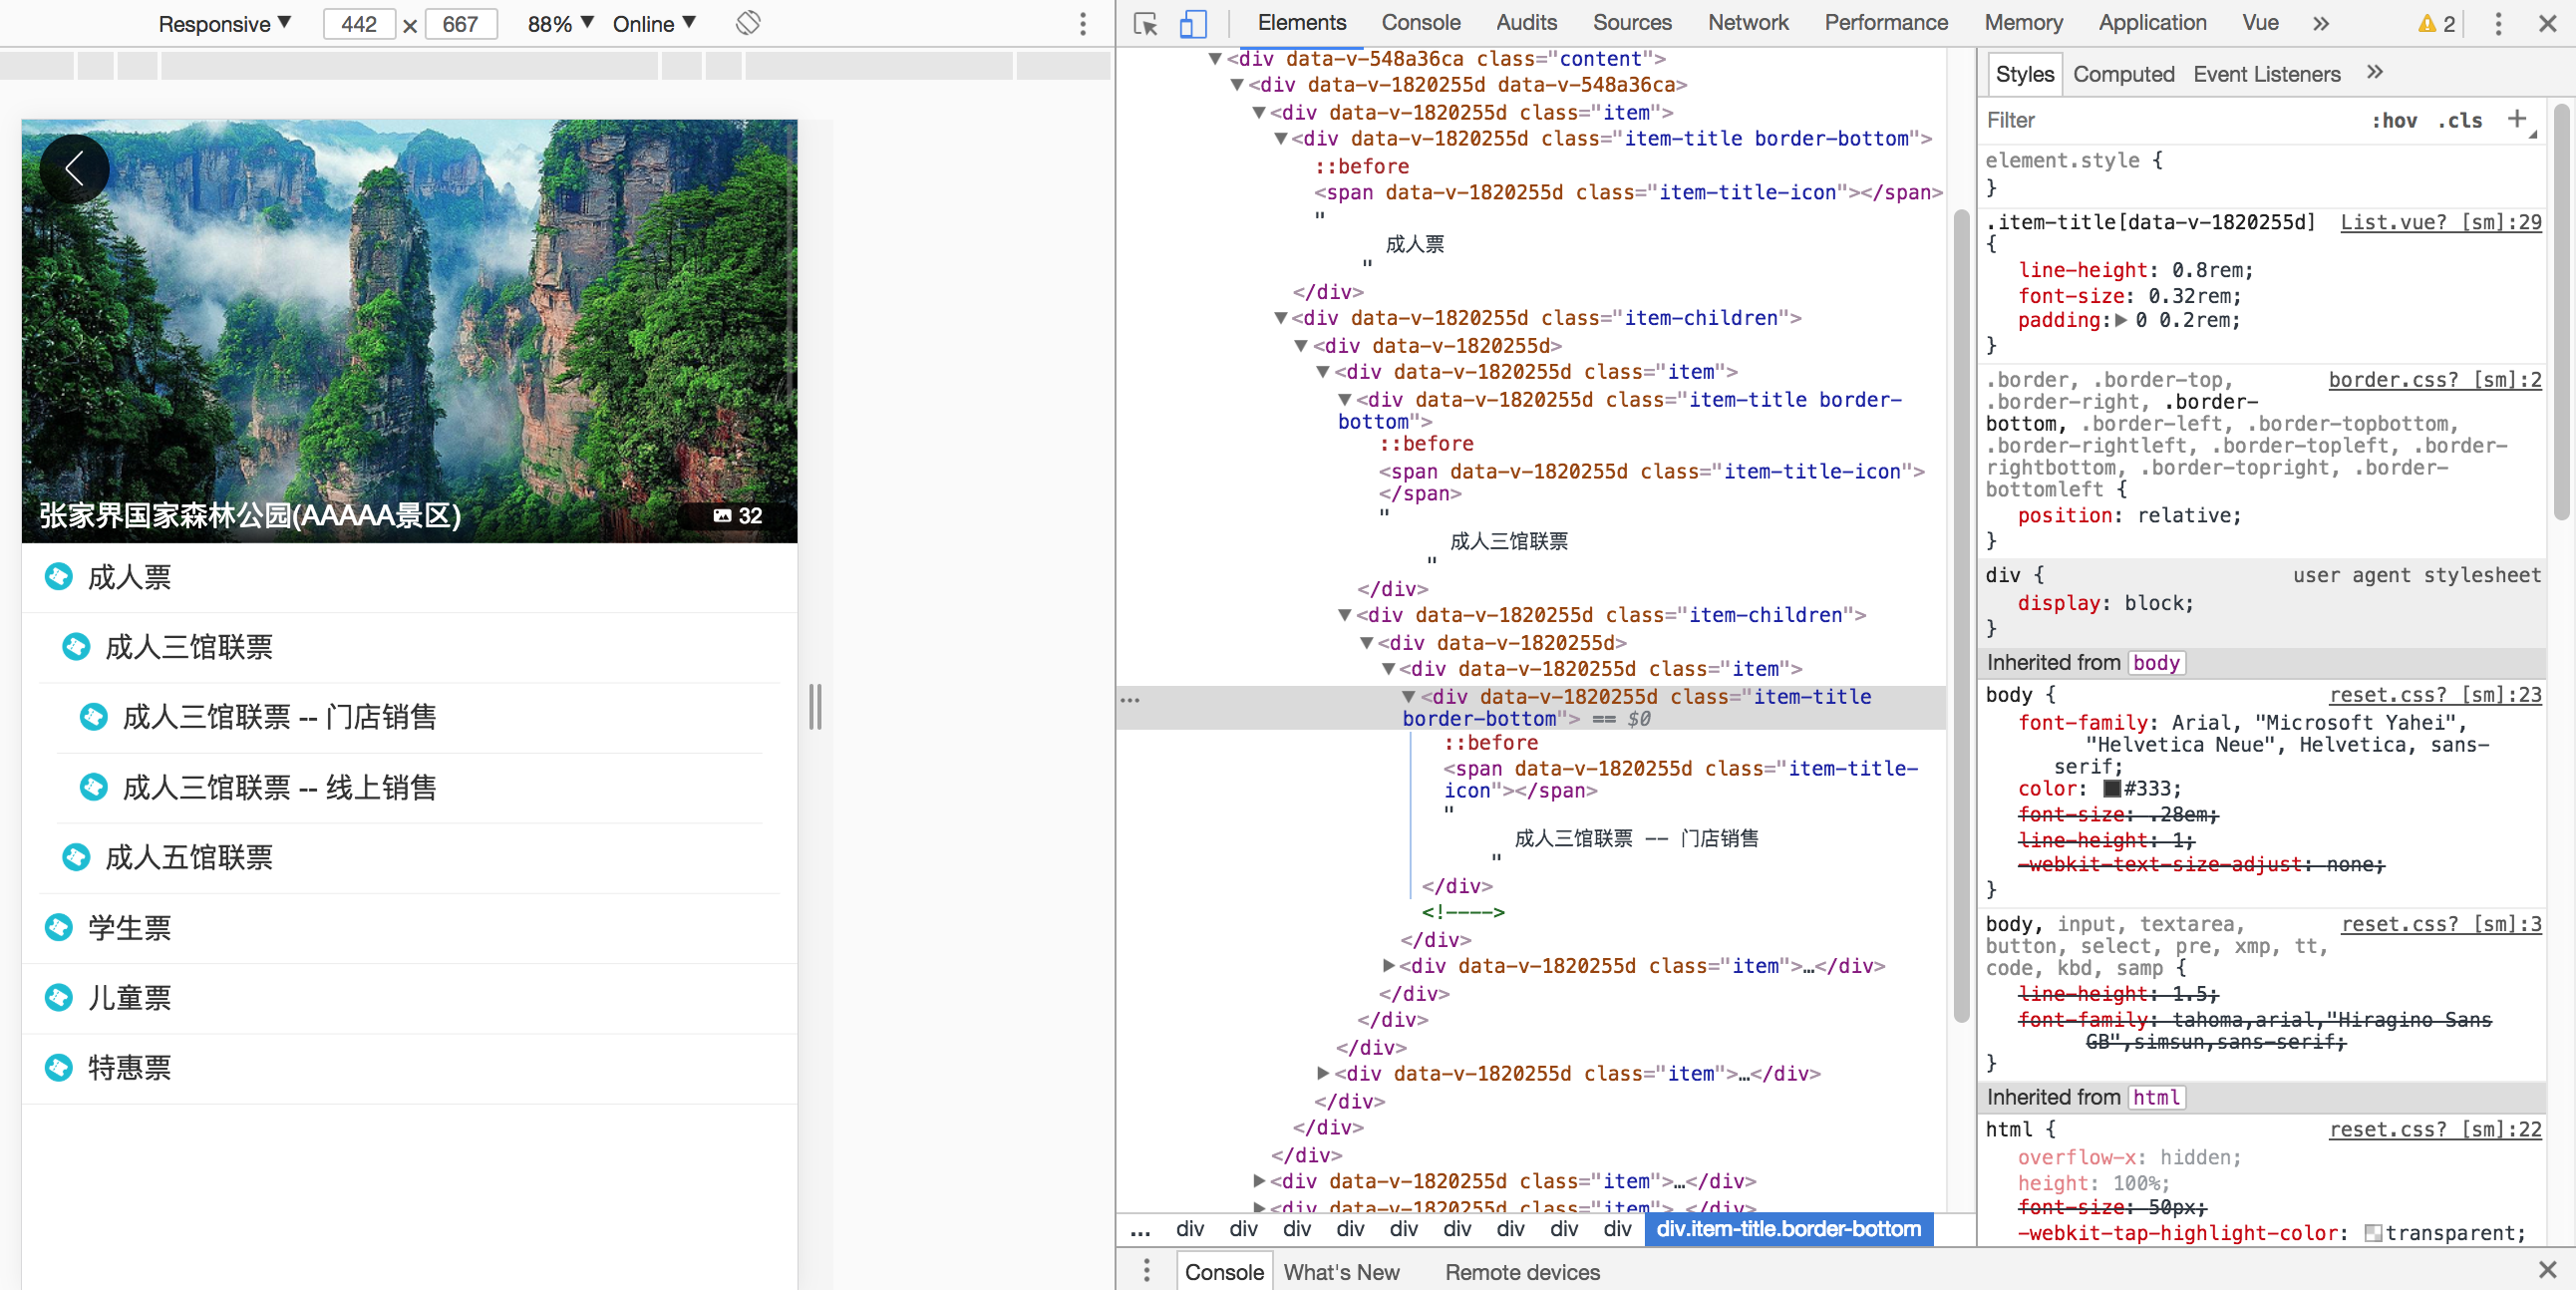 Responsive ▼ 442 × 667 88% ▼ Online ▼
张家界国家森林公园(AAAAA景区)
32
成人票
成人三馆联票
成人三馆联票 -- 门店销售
成人三馆联票 -- 线上销售
成人五馆联票
学生票
儿童票
特惠票
Elements Console Audits Sources Network Performance Memory Application Vue » 2
▼<div data-v-548a36ca class="content">
▼<div data-v-1820255d data-v-548a36ca>
▼<div data-v-1820255d class="item">
▼<div data-v-1820255d class="item-title border-bottom">
::before
<span data-v-1820255d class="item-title-icon"></span>
"
成人票
"
</div>
▼<div data-v-1820255d class="item-children">
▼<div data-v-1820255d>
▼<div data-v-1820255d class="item">
▼<div data-v-1820255d class="item-title border-
bottom">
::before
<span data-v-1820255d class="item-title-icon">
</span>
"
成人三馆联票
"
</div>
▼<div data-v-1820255d class="item-children">
▼<div data-v-1820255d>
▼<div data-v-1820255d class="item">
… ▼<div data-v-1820255d class="item-title
border-bottom"> == $0
::before
<span data-v-1820255d class="item-title-
icon"></span>
"
成人三馆联票 -- 门店销售
"
</div>
<!---->
</div>
▶<div data-v-1820255d class="item">…</div>
</div>
</div>
</div>
▶<div data-v-1820255d class="item">…</div>
</div>
</div>
</div>
▶<div data-v-1820255d class="item">…</div>
▶<div data-v-1820255d class="item">…</div>
... div div div div div div div div div div.item-title.border-bottom
Console What's New Remote devices
Styles Computed Event Listeners »
Filter :hov .cls +
element.style {
}
.item-title[data-v-1820255d] List.vue? [sm]:29
{
line-height: 0.8rem;
font-size: 0.32rem;
padding:▶ 0 0.2rem;
}
.border, .border-top, border.css? [sm]:2
.border-right, .border-
bottom, .border-left, .border-topbottom,
.border-rightleft, .border-topleft, .border-
rightbottom, .border-topright, .border-
bottomleft {
position: relative;
}
div { user agent stylesheet
display: block;
}
Inherited from body
body { reset.css? [sm]:23
font-family: Arial, "Microsoft Yahei",
"Helvetica Neue", Helvetica, sans-
serif;
color: #333;
font-size: .28em;
line-height: 1;
-webkit-text-size-adjust: none;
}
body, input, textarea, reset.css? [sm]:3
button, select, pre, xmp, tt,
code, kbd, samp {
line-height: 1.5;
font-family: tahoma,arial,"Hiragino Sans
GB",simsun,sans-serif;
}
Inherited from html
html { reset.css? [sm]:22
overflow-x: hidden;
height: 100%;
font-size: 50px;
-webkit-tap-highlight-color: transparent;